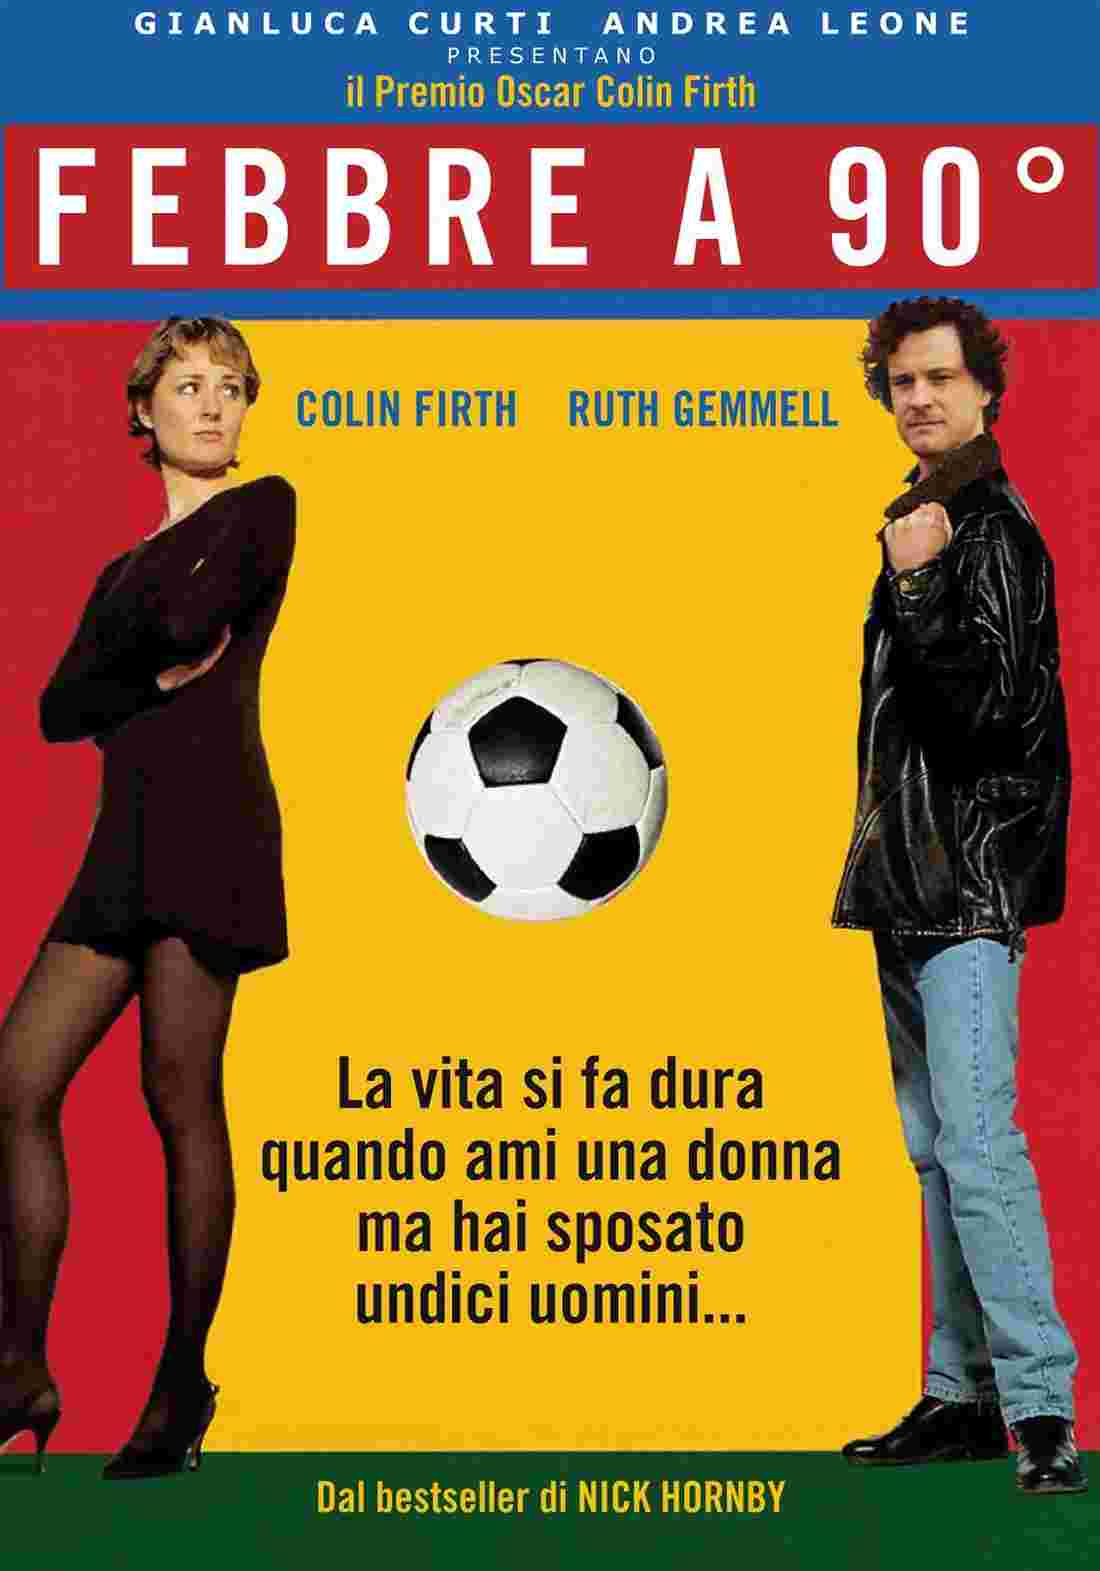 GIANLUCA CURTI ANDREA LEONE
PRESENTANO
il Premio Oscar Colin Firth
FEBBRE A 90°
COLIN FIRTH RUTH GEMMELL
La vita si fa dura
quando ami una donna
ma hai sposato
undici uomini...
Dal bestseller di NICK HORNBY